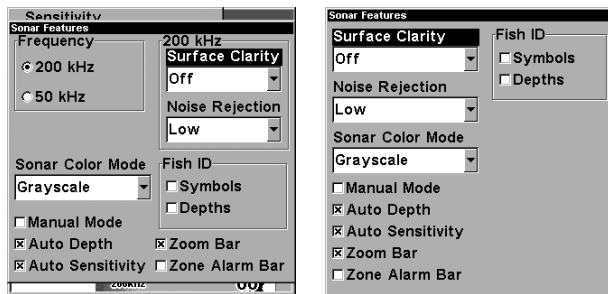 Sensitivity
Sonar Features
Frequency
200 kHz
50 kHz
200 kHz
Surface Clarity
Off
Noise Rejection
Low
Sonar Color Mode
Grayscale
Fish ID
Symbols
Depths
Manual Mode
Auto Depth
Zoom Bar
Auto Sensitivity
Zone Alarm Bar
200kHz
Sonar Features
Surface Clarity
Off
Noise Rejection
Low
Sonar Color Mode
Grayscale
Manual Mode
Auto Depth
Auto Sensitivity
Zoom Bar
Zone Alarm Bar
Fish ID
Symbols
Depths